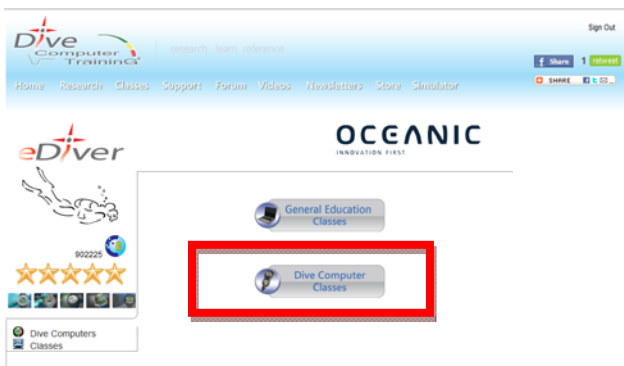 Sign Out
Dive
Computer
TraininG
research learn reference
f Share 1 retweet
SHARE
Home Research Classes Support Forum Videos Newsletters Store Simulator
eDiver
OCEANIC
INNOVATION FIRST
General Education
Classes
902225
Dive Computer
Classes
Dive Computers
Classes